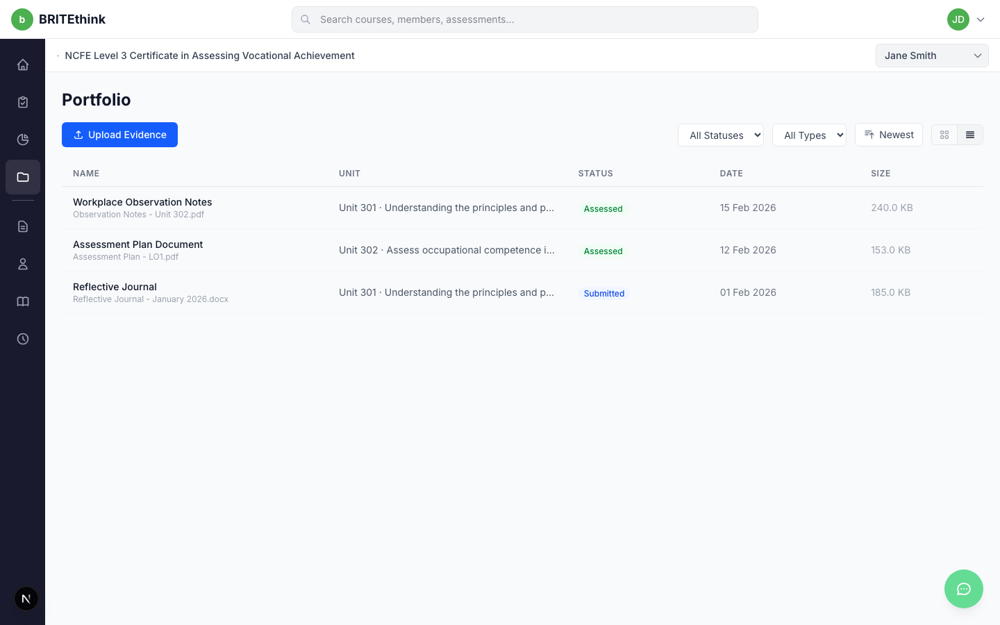 b BRITEthink
Search courses, members, assessments...
JD
· NCFE Level 3 Certificate in Assessing Vocational Achievement
Jane Smith
Portfolio
Upload Evidence
All Statuses
All Types
Newest
NAME UNIT STATUS DATE SIZE
Workplace Observation Notes
Observation Notes - Unit 302.pdf
Unit 301 · Understanding the principles and p...
Assessed
15 Feb 2026
240.0 KB
Assessment Plan Document
Assessment Plan - LO1.pdf
Unit 302 · Assess occupational competence i...
Assessed
12 Feb 2026
153.0 KB
Reflective Journal
Reflective Journal - January 2026.docx
Unit 301 · Understanding the principles and p...
Submitted
01 Feb 2026
185.0 KB
N